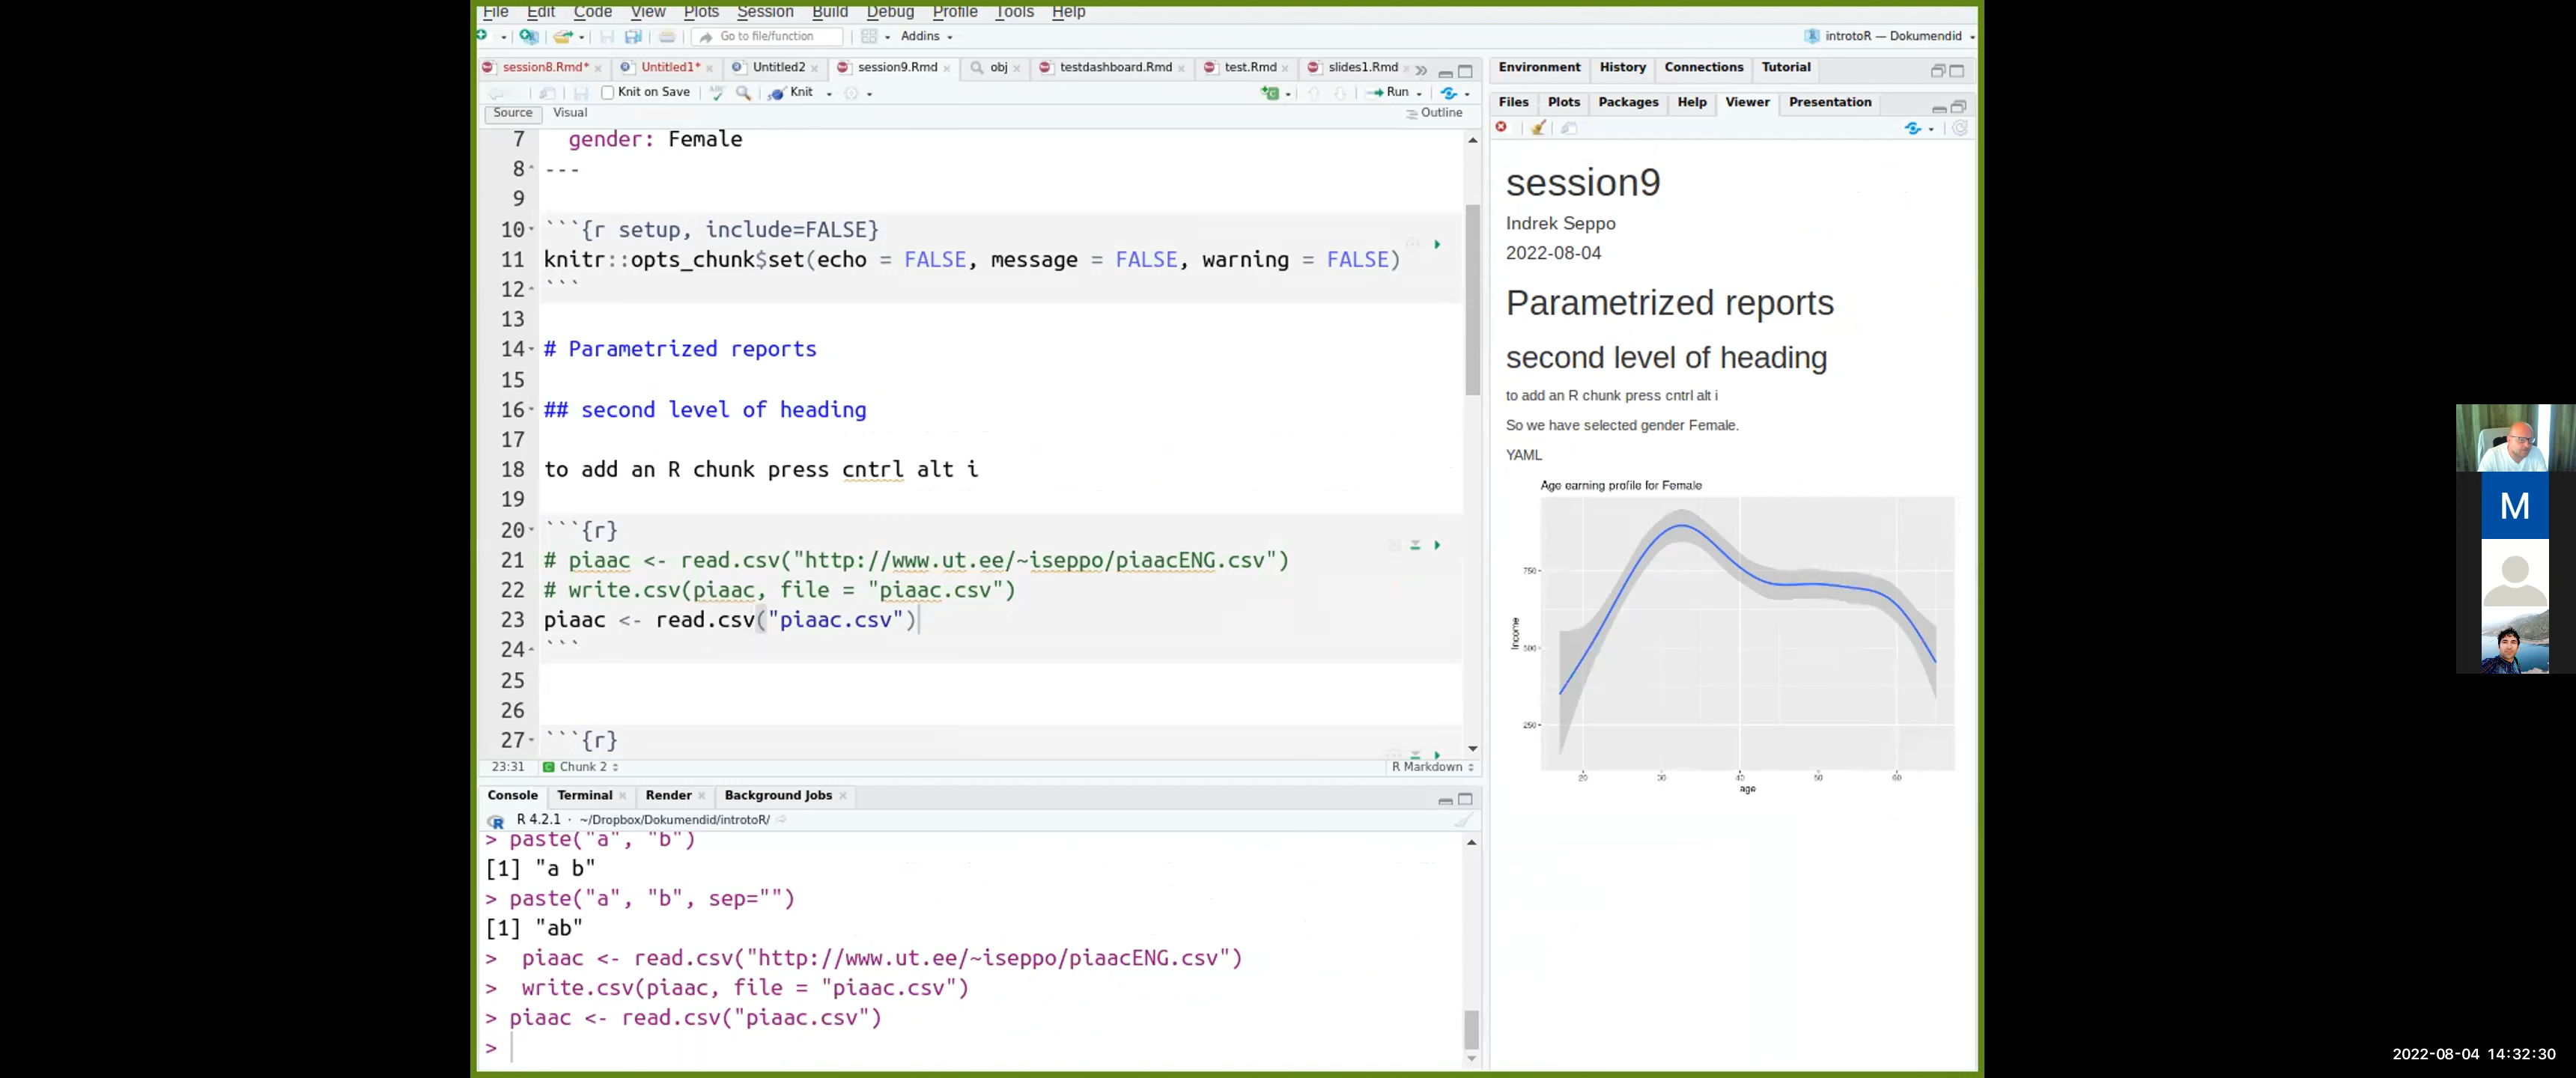 File Edit Code View Plots Session Build Debug Profile Tools Help
Go to file/function Addins introtoR — Dokumendid
session8.Rmd* Untitled1* Untitled2 session9.Rmd obj testdashboard.Rmd test.Rmd slides1.Rmd
Knit on Save Knit Run
Source Visual Outline
7 gender: Female
8 ---
9
10 ```{r setup, include=FALSE}
11 knitr::opts_chunk$set(echo = FALSE, message = FALSE, warning = FALSE)
12 ```
13
14 # Parametrized reports
15
16 ## second level of heading
17
18 to add an R chunk press cntrl alt i
19
20 ```{r}
21 # piaac <- read.csv("http://www.ut.ee/~iseppo/piaacENG.csv")
22 # write.csv(piaac, file = "piaac.csv")
23 piaac <- read.csv("piaac.csv")
24 ```
25
26
27 ```{r}
23:31 Chunk 2 R Markdown
Console Terminal Render Background Jobs
R 4.2.1 · ~/Dropbox/Dokumendid/introtoR/
> paste("a", "b")
[1] "a b"
> paste("a", "b", sep="")
[1] "ab"
> piaac <- read.csv("http://www.ut.ee/~iseppo/piaacENG.csv")
> write.csv(piaac, file = "piaac.csv")
> piaac <- read.csv("piaac.csv")
>
Environment History Connections Tutorial
Files Plots Packages Help Viewer Presentation
session9
Indrek Seppo
2022-08-04
Parametrized reports
second level of heading
to add an R chunk press cntrl alt i
So we have selected gender Female.
YAML
Age earning profile for Female
750
500
250
Income
20 30 40 50 60
age
M
2022-08-04 14:32:30